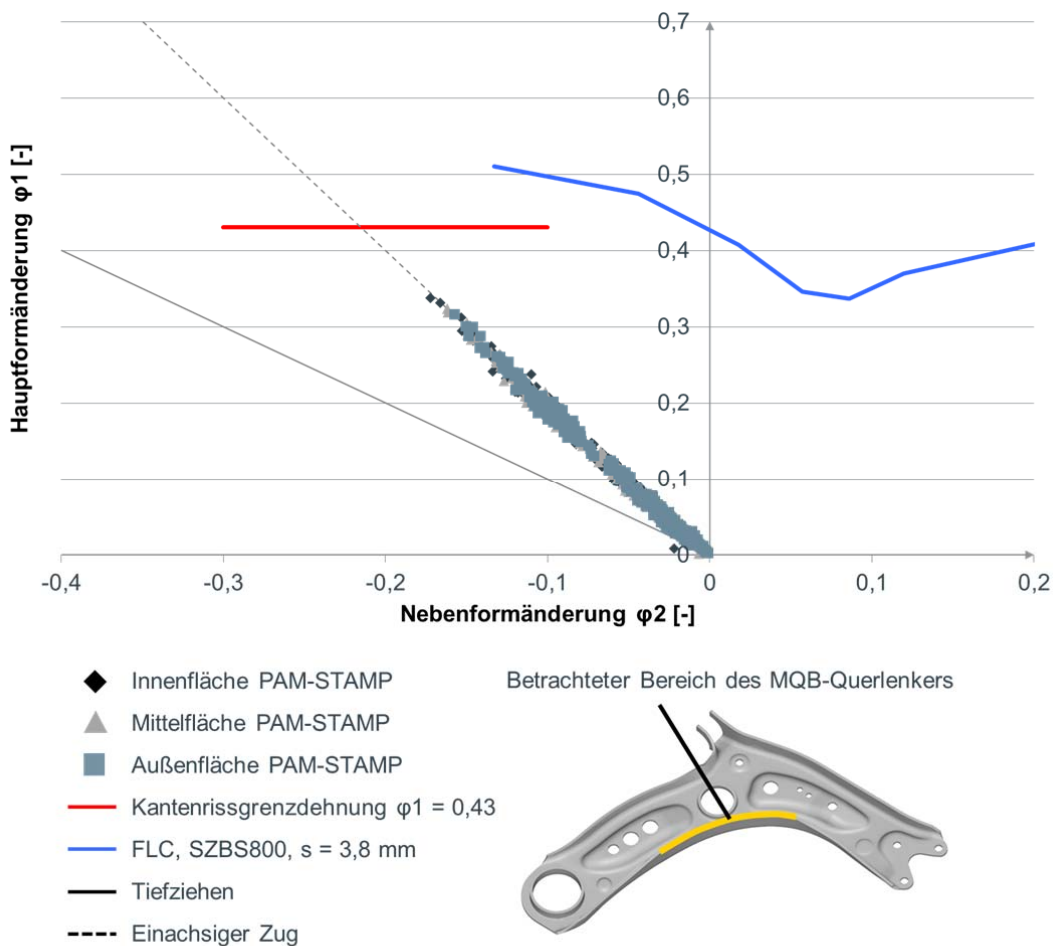 0,7
0,6
0,5
0,4
0,3
0,2
0,1
0
Hauptformänderung φ1 [-]
-0,4 -0,3 -0,2 -0,1 0 0,1 0,2
Nebenformänderung φ2 [-]
Innenfläche PAM-STAMP
Mittelfläche PAM-STAMP
Außenfläche PAM-STAMP
Kantenrissgrenzdehnung φ1 = 0,43
FLC, SZBS800, s = 3,8 mm
Tiefziehen
Einachsiger Zug
Betrachteter Bereich des MQB-Querlenkers